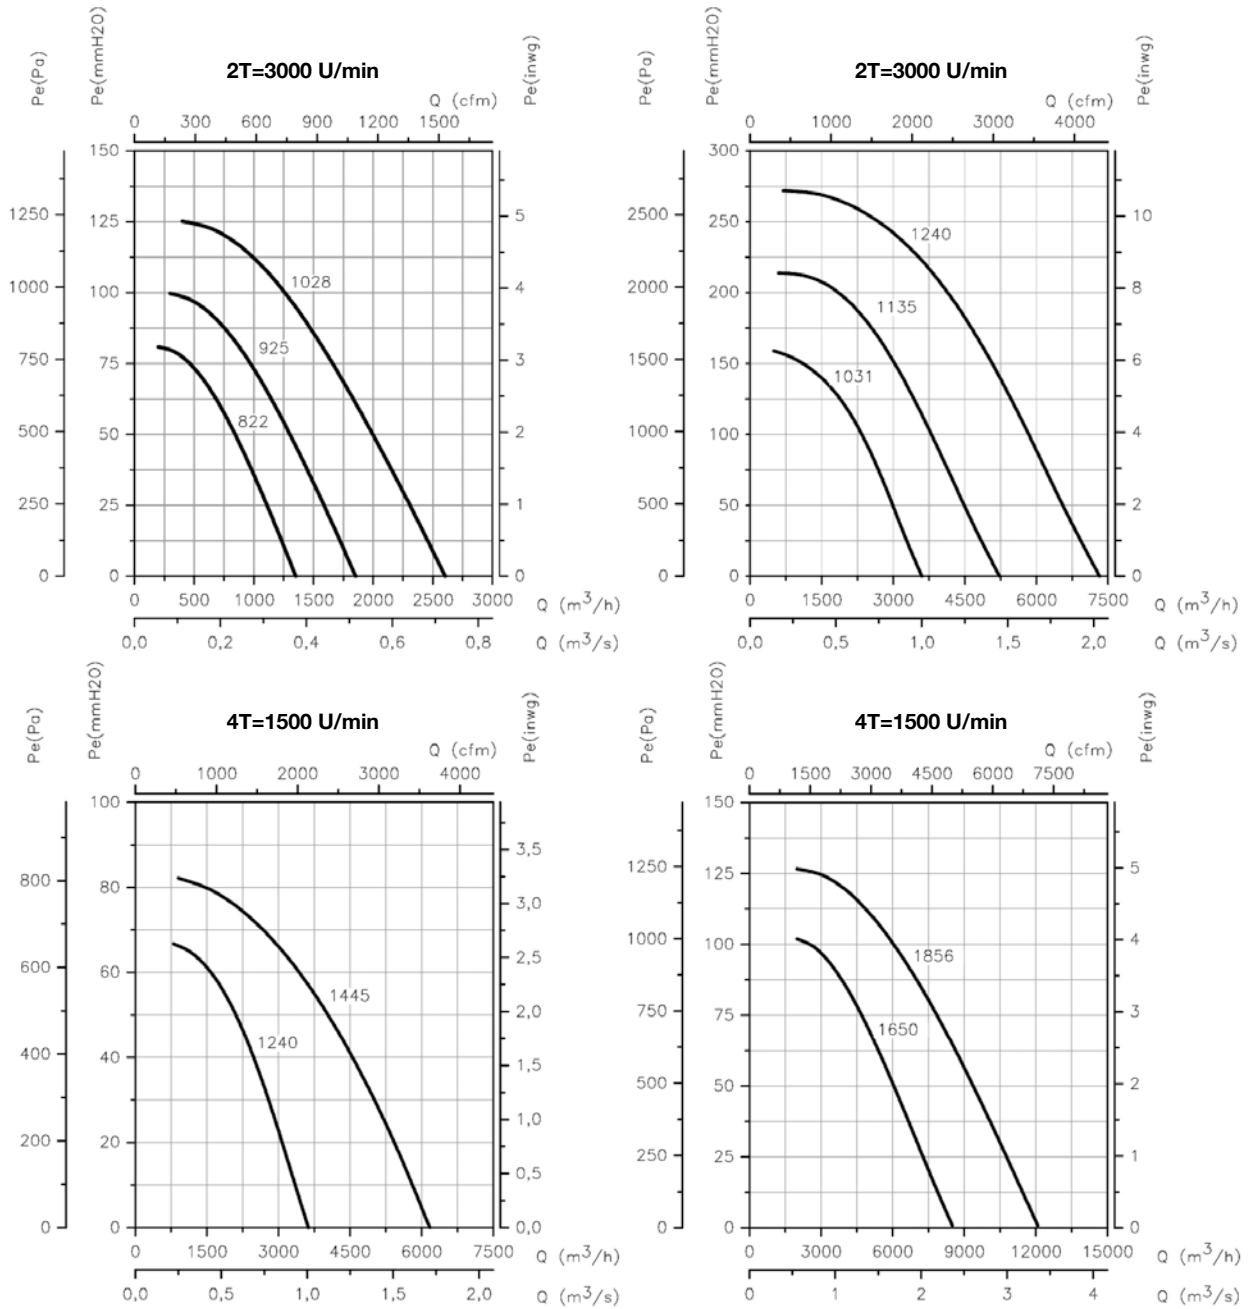 Pe(Pa)
Pe(mmH2O)
2T=3000 U/min
Q (cfm)
Pe(inwg)
0 300 600 900 1200 1500
150
125
100
75
50
25
0
1250
1000
750
500
250
0
5
4
3
2
1
0
1028
925
822
0 500 1000 1500 2000 2500 3000 Q (m³/h)
0,0 0,2 0,4 0,6 0,8 Q (m³/s)
Pe(Pa)
Pe(mmH2O)
2T=3000 U/min
Q (cfm)
Pe(inwg)
0 1000 2000 3000 4000
300
250
200
150
100
50
0
2500
2000
1500
1000
500
0
10
8
6
4
2
0
1240
1135
1031
0 1500 3000 4500 6000 7500 Q (m³/h)
0,0 0,5 1,0 1,5 2,0 Q (m³/s)
Pe(Pa)
Pe(mmH2O)
4T=1500 U/min
Q (cfm)
Pe(inwg)
0 1000 2000 3000 4000
100
80
60
40
20
0
800
600
400
200
0
3,5
3,0
2,5
2,0
1,5
1,0
0,5
0,0
1445
1240
0 1500 3000 4500 6000 7500 Q (m³/h)
0,0 0,5 1,0 1,5 2,0 Q (m³/s)
Pe(Pa)
Pe(mmH2O)
4T=1500 U/min
Q (cfm)
Pe(inwg)
0 1500 3000 4500 6000 7500
150
125
100
75
50
25
0
1250
1000
750
500
250
0
5
4
3
2
1
0
1856
1650
0 3000 6000 9000 12000 15000 Q (m³/h)
0 1 2 3 4 Q (m³/s)